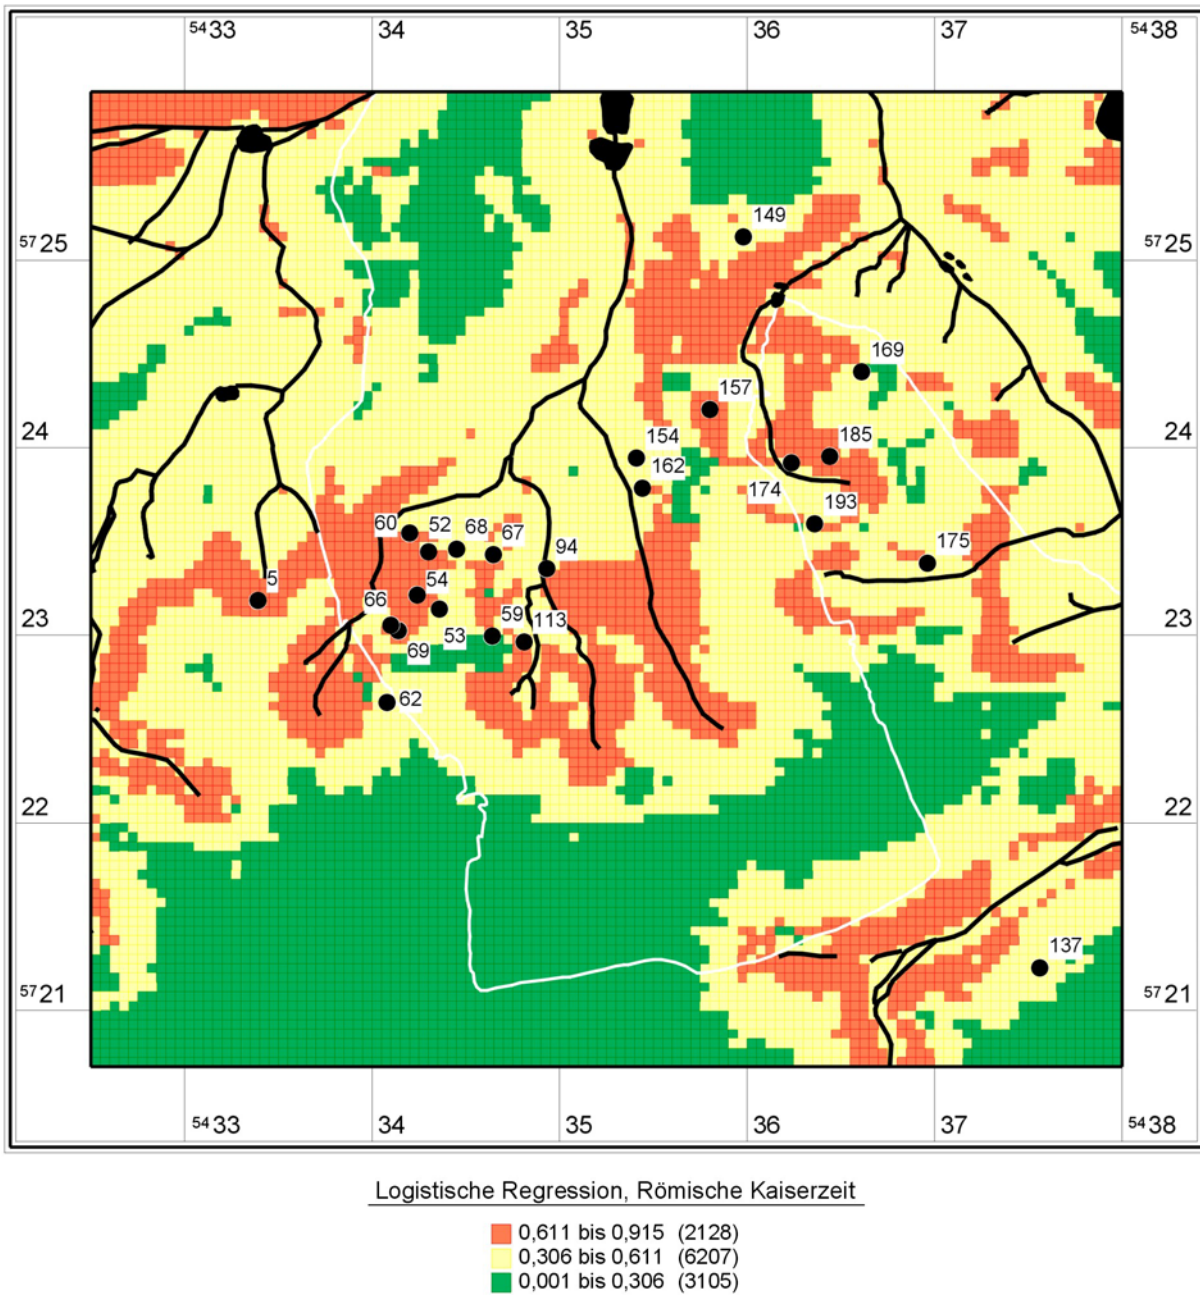 54 33 34 35 36 37 54 38
149
57 25 57 25
169
157
24 154 185 24
162
174
193
60 52 68 67
94 175
5 54
66
59 113
23 53 23
69
62
22 22
137
57 21 57 21
54 33 34 35 36 37 54 38
Logistische Regression, Römische Kaiserzeit
0,611 bis 0,915 (2128)
0,306 bis 0,611 (6207)
0,001 bis 0,306 (3105)